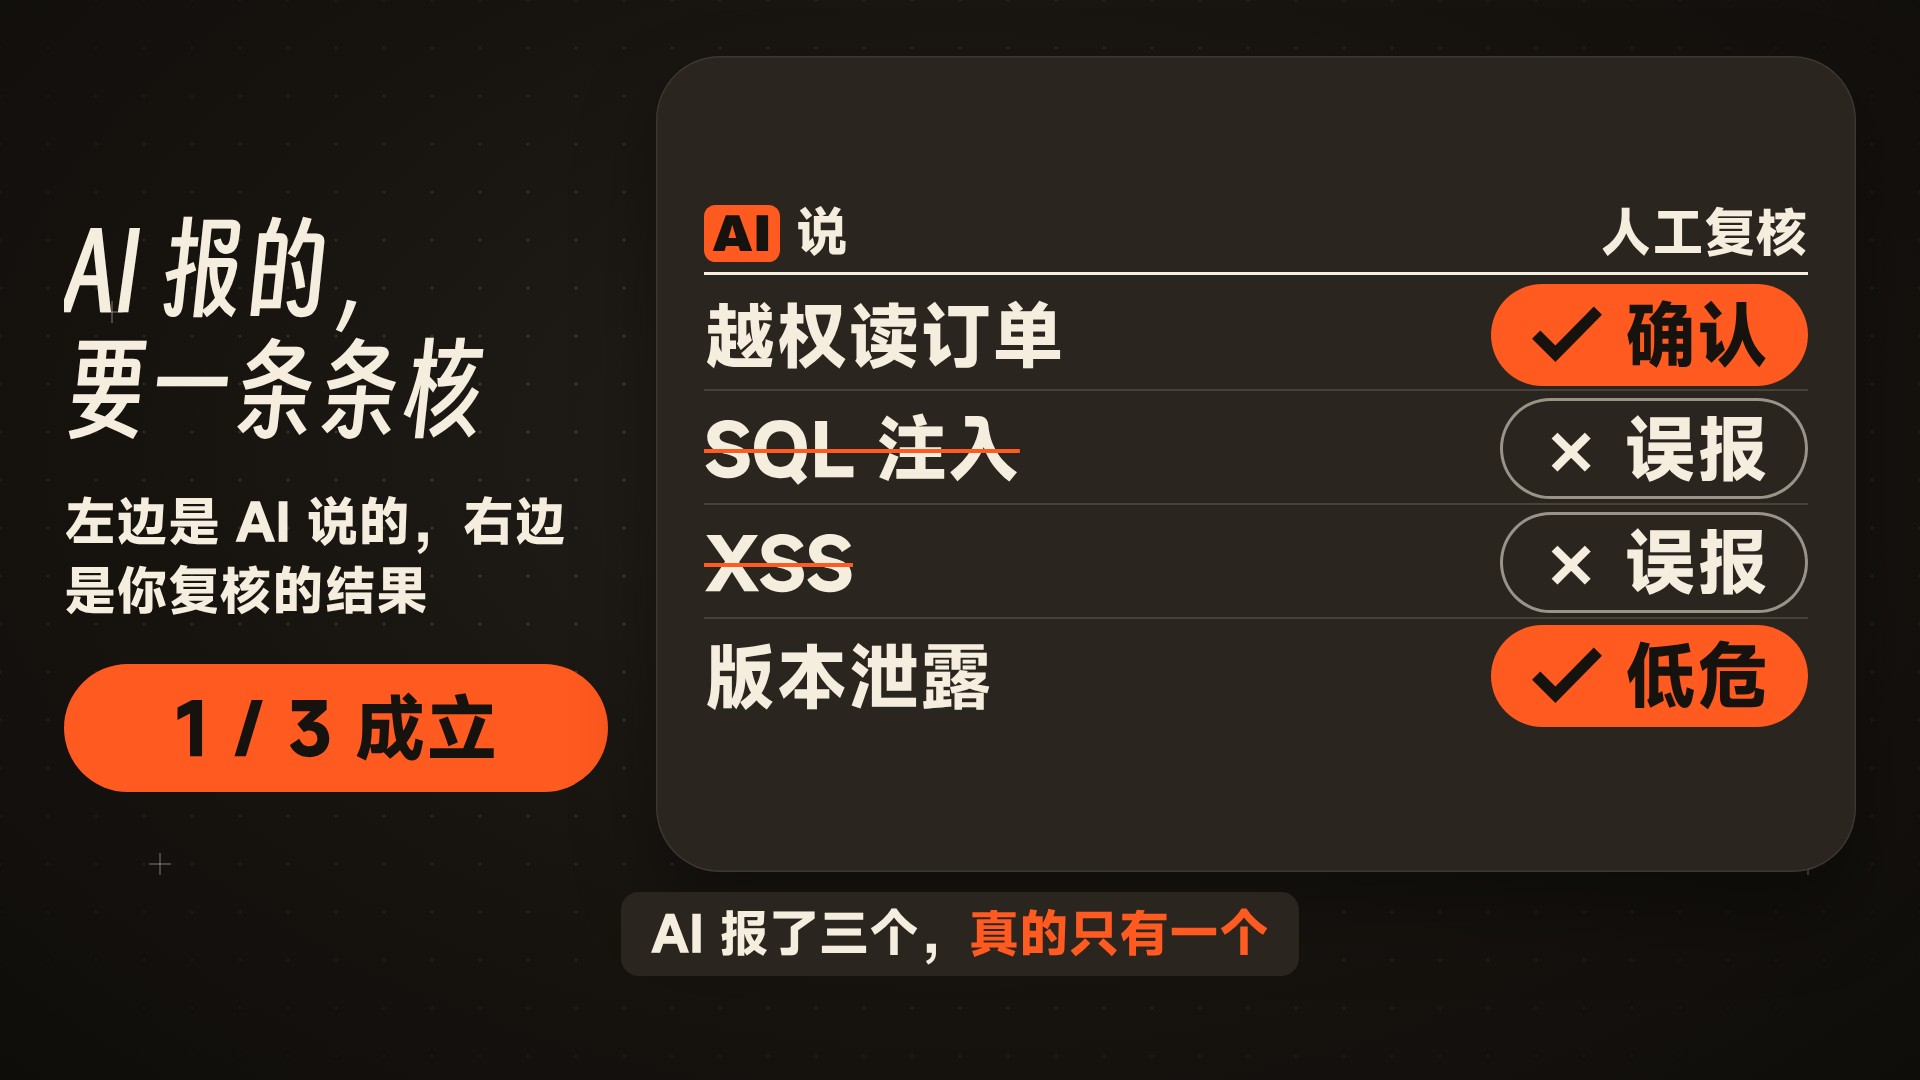 AI 报的,
要一条条核
左边是 AI 说的，右边
是你复核的结果
1 / 3 成立
AI 说
人工复核
越权读订单
✓ 确认
SQL 注入
× 误报
XSS
× 误报
版本泄露
✓ 低危
AI 报了三个，真的只有一个